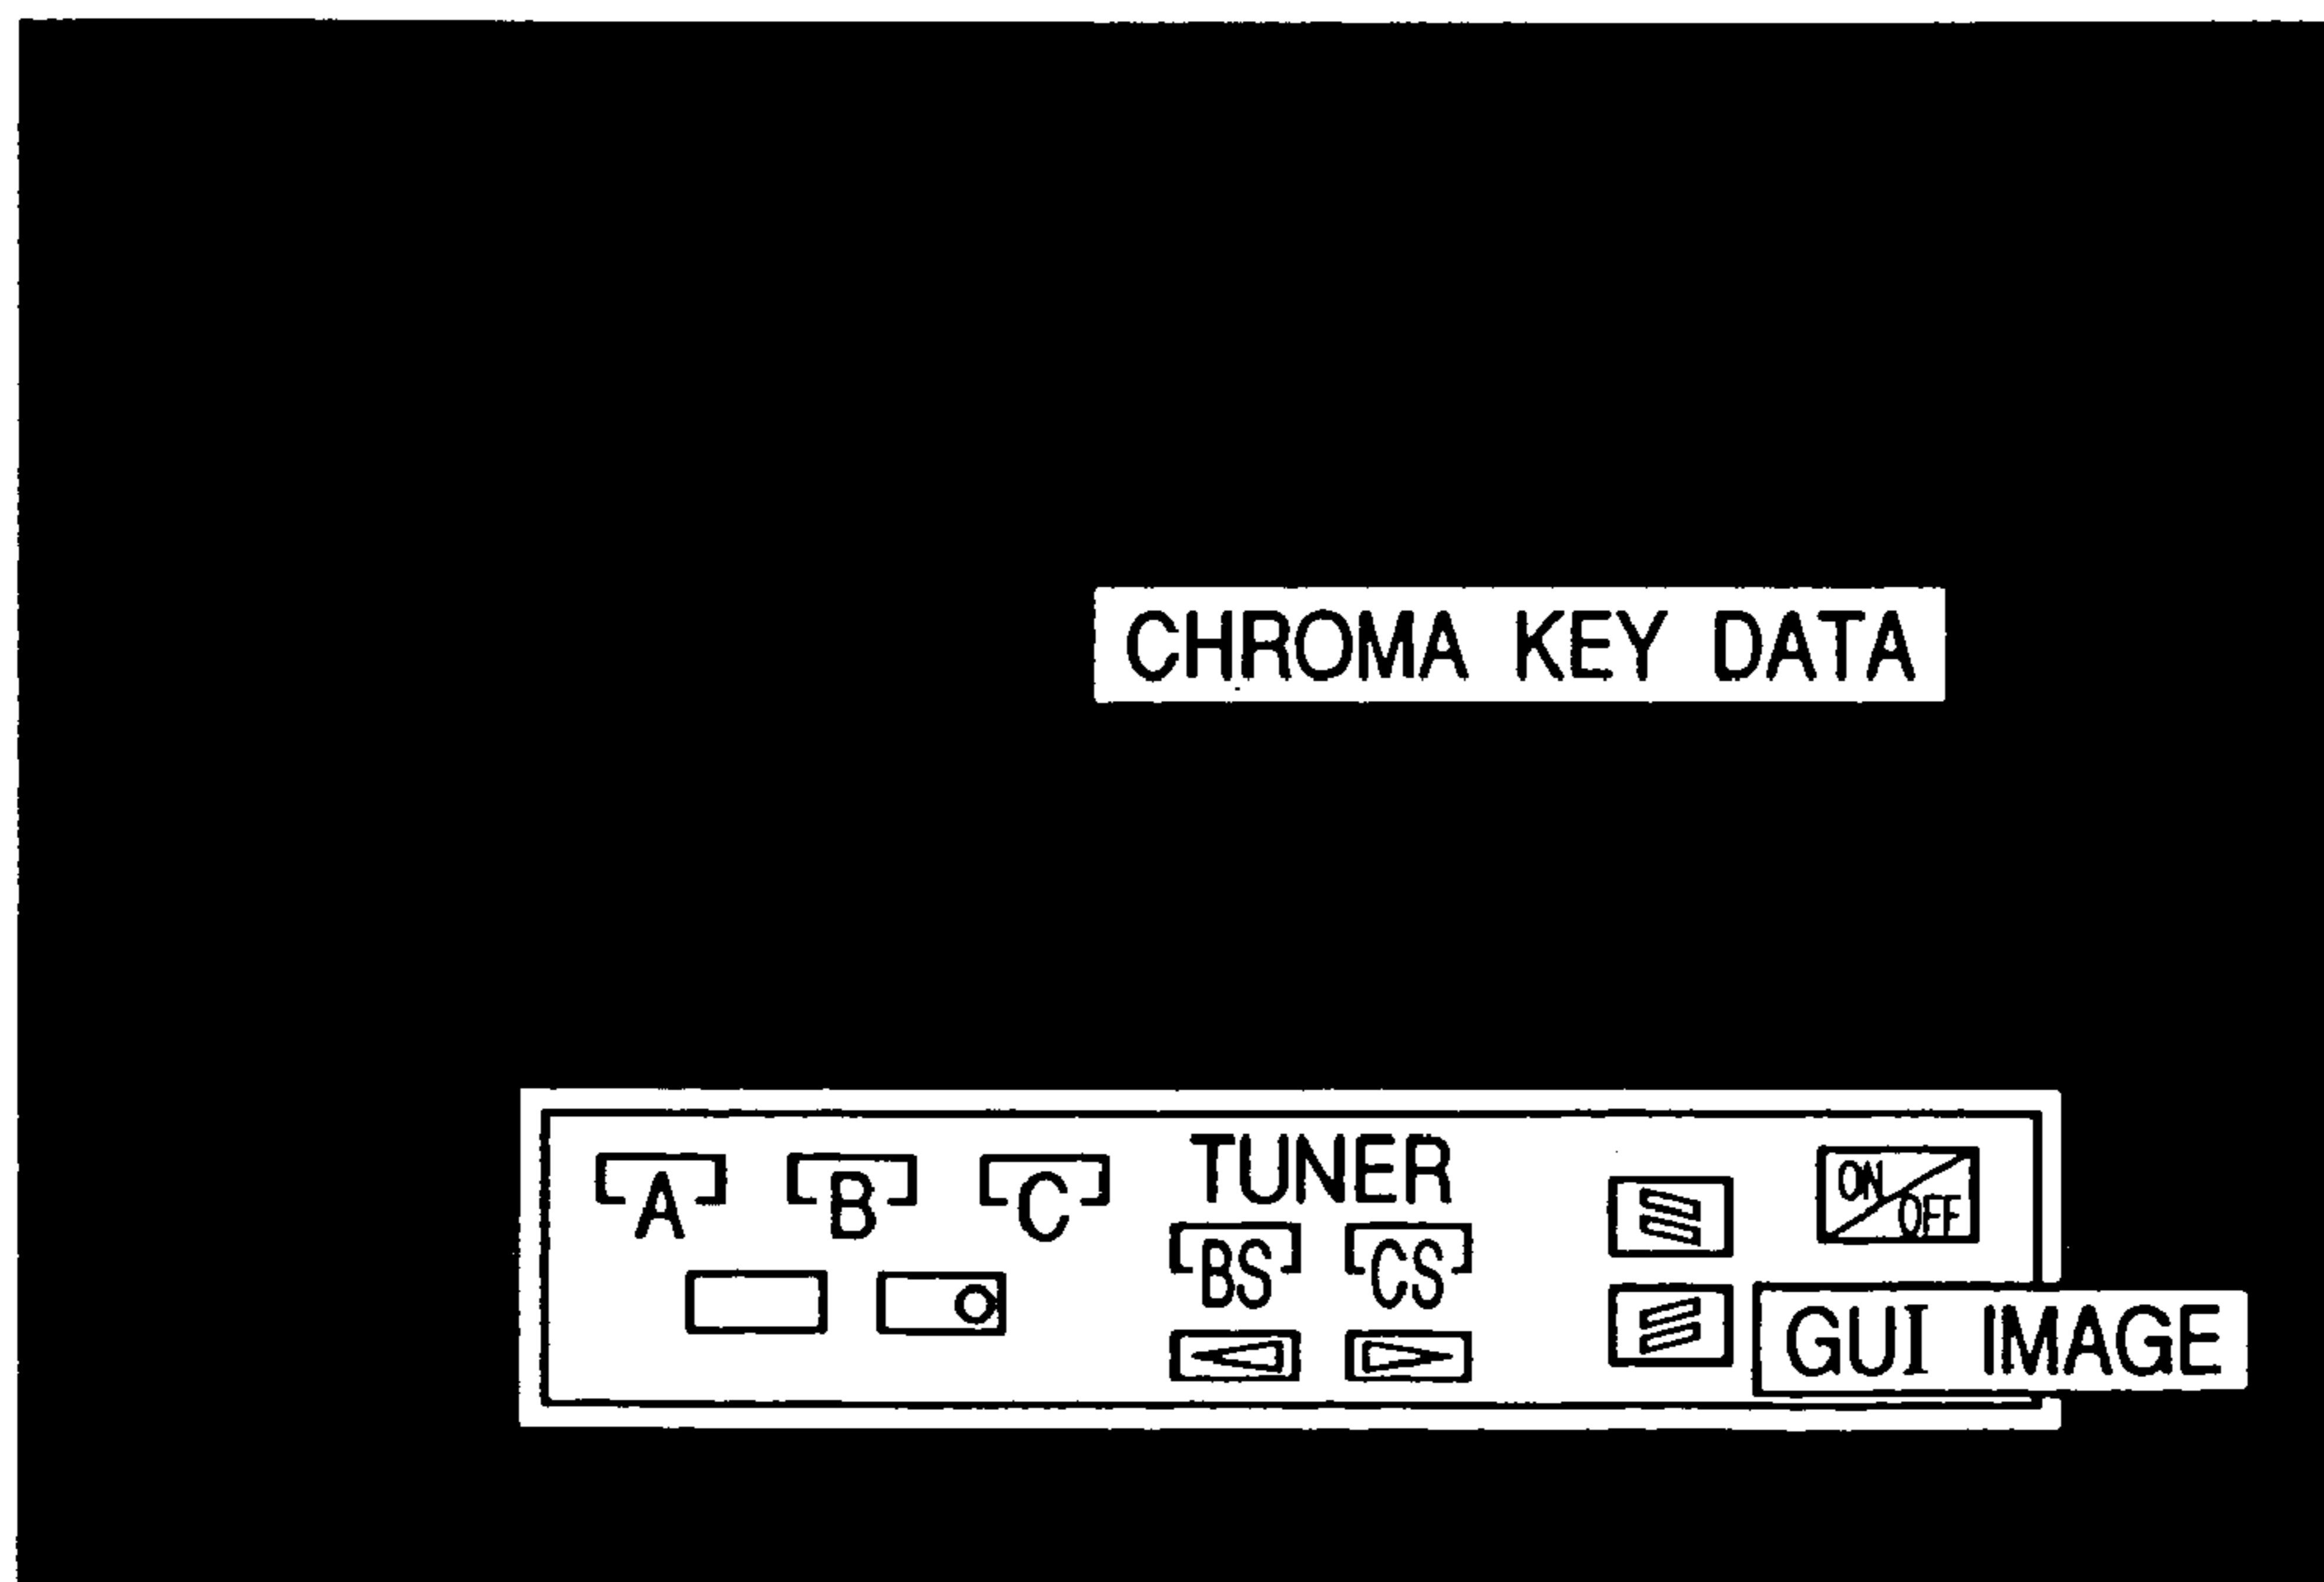 CHROMA KEY DATA
TUNER
A B C
ON
OFF
BS CS
GUI IMAGE